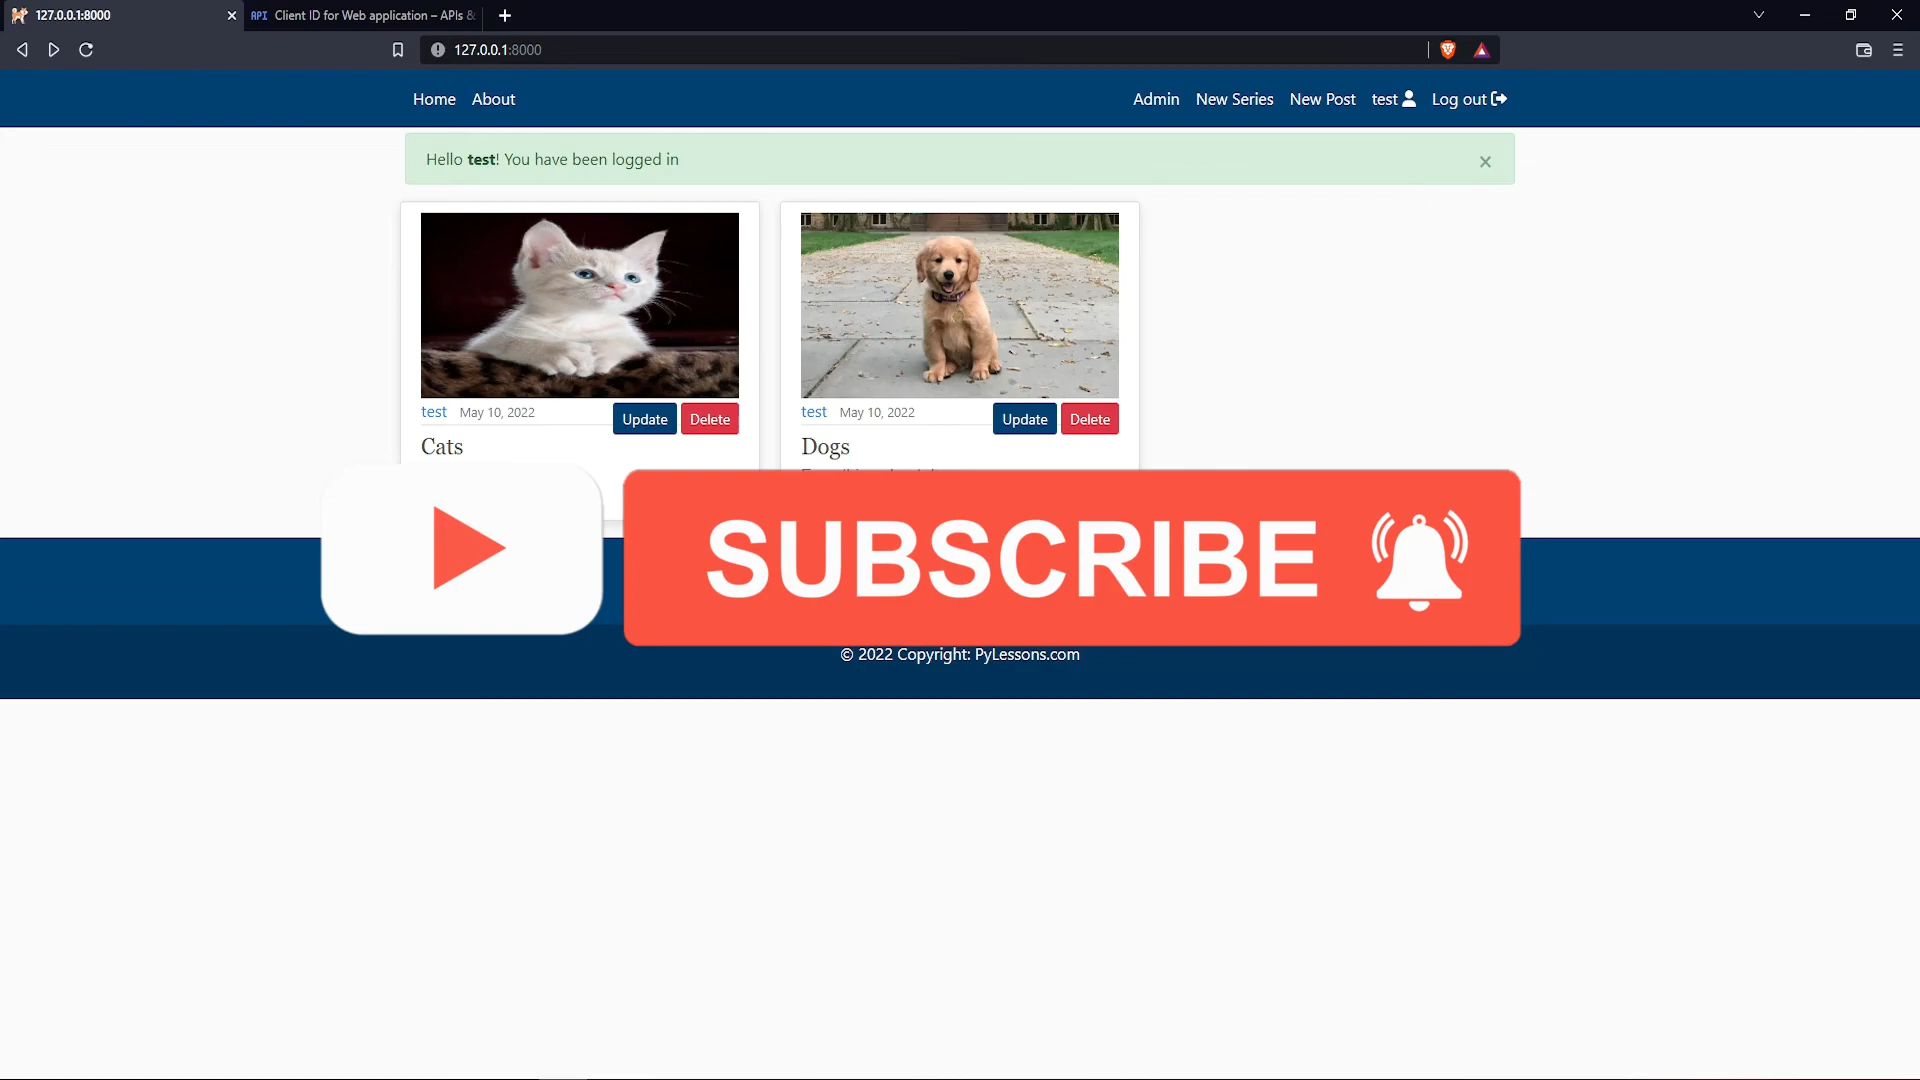 127.0.0.1:8000
API Client ID for Web application – APIs &
127.0.0.1:8000
Home About Admin New Series New Post test Log out
Hello test! You have been logged in
test May 10, 2022 Update Delete
Cats
test May 10, 2022 Update Delete
Dogs
SUBSCRIBE
© 2022 Copyright: PyLessons.com